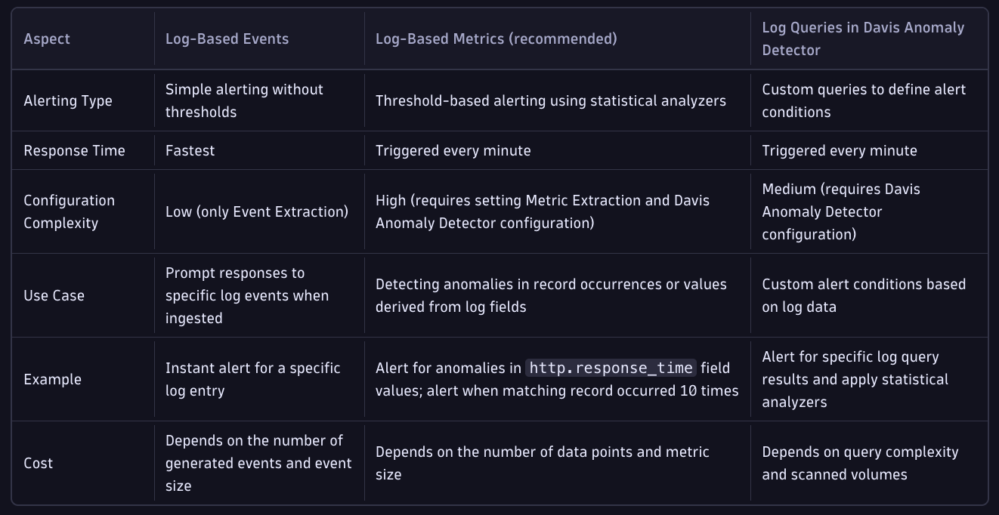 Aspect
Log-Based Events
Log-Based Metrics (recommended)
Log Queries in Davis Anomaly
Detector
Alerting Type
Simple alerting without
thresholds
Threshold-based alerting using statistical analyzers
Custom queries to define alert
conditions
Response Time
Fastest
Triggered every minute
Triggered every minute
Configuration
Complexity
Low (only Event Extraction)
High (requires setting Metric Extraction and Davis
Anomaly Detector configuration)
Medium (requires Davis
Anomaly Detector
configuration)
Use Case
Prompt responses to
specific log events when
ingested
Detecting anomalies in record occurrences or values
derived from log fields
Custom alert conditions based
on log data
Example
Instant alert for a specific
log entry
Alert for anomalies in http.response_time field
values; alert when matching record occurred 10 times
Alert for specific log query
results and apply statistical
analyzers
Cost
Depends on the number of
generated events and event
size
Depends on the number of data points and metric
size
Depends on query complexity
and scanned volumes